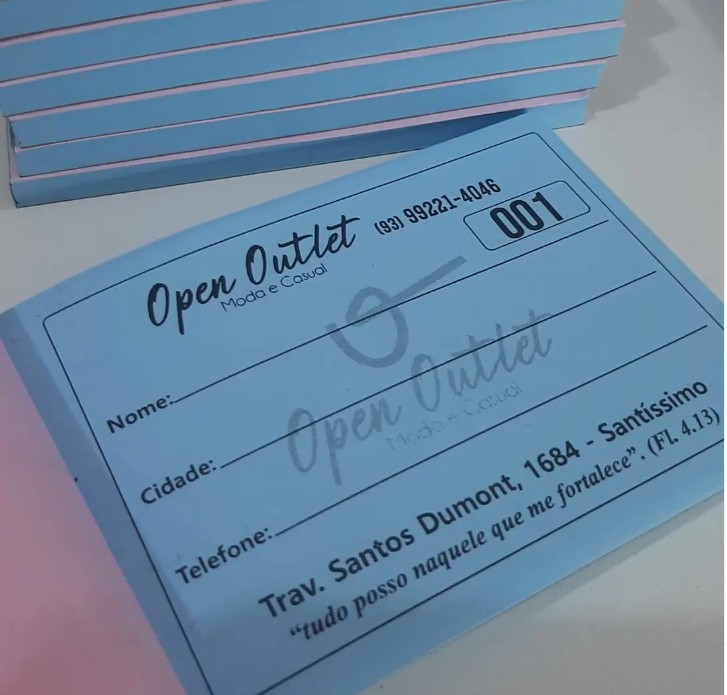 Open Outlet (93) 99221-4046
Moda e Casual
001
Open Outlet
Moda e Casual
Nome:
Cidade:
Telefone:
Trav. Santos Dumont, 1684 - Santíssimo
“tudo posso naquele que me fortalece”. (Fl. 4.13)